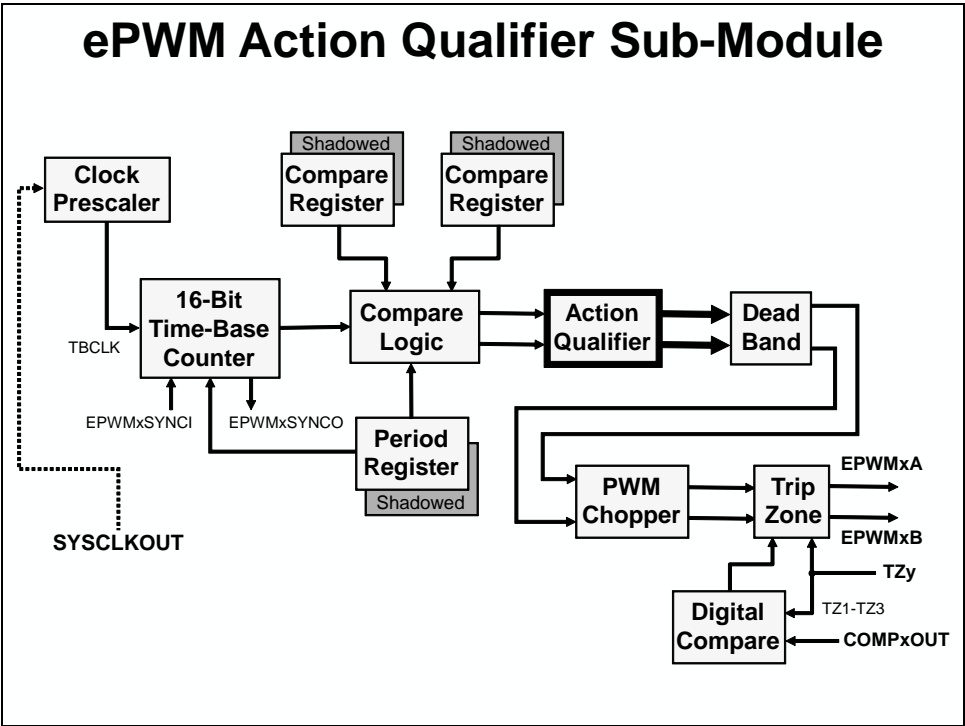 ePWM Action Qualifier Sub-Module
Shadowed
Compare
Register
Shadowed
Compare
Register
Clock
Prescaler
16-Bit
Time-Base
Counter
Compare
Logic
Action
Qualifier
Dead
Band
TBCLK
EPWMxSYNCI
EPWMxSYNCO
Period
Register
Shadowed
PWM
Chopper
Trip
Zone
EPWMxA
EPWMxB
SYSCLKOUT
TZy
TZ1-TZ3
Digital
Compare
COMPxOUT